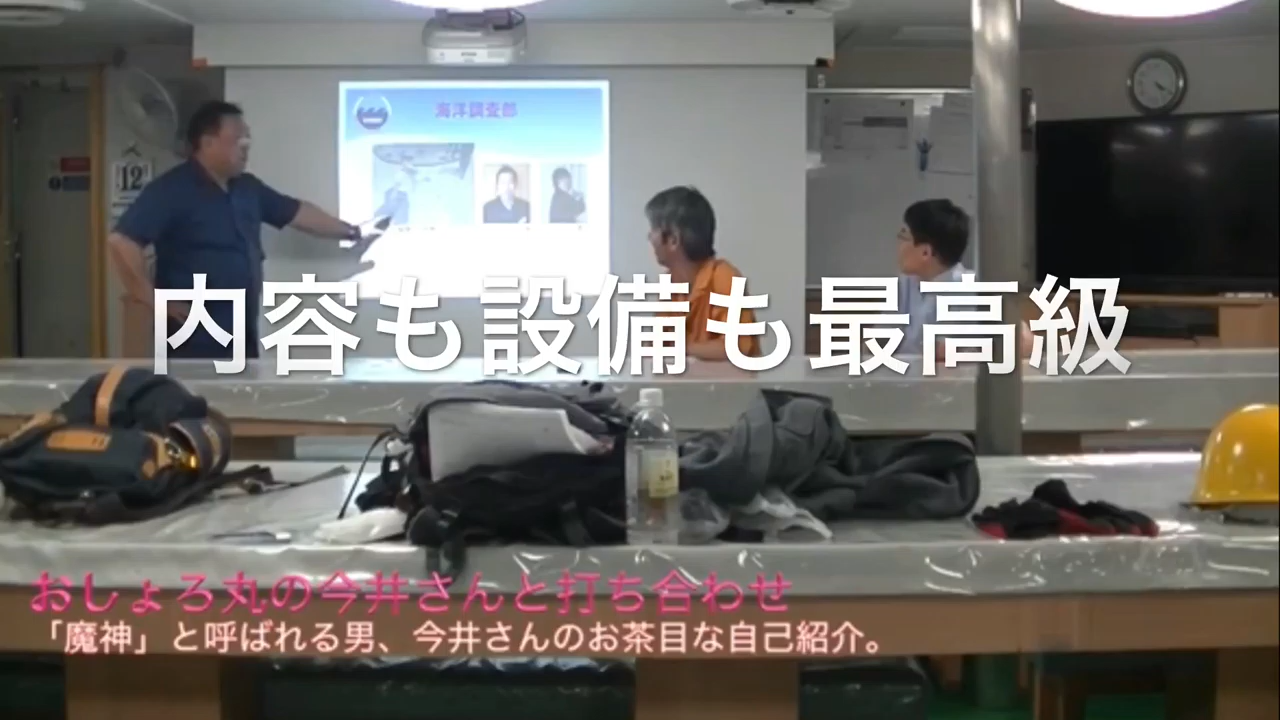 海洋調査部
12
内容も設備も最高級
おしょろ丸の今井さんと打ち合わせ
「魔神」と呼ばれる男、今井さんのお茶目な自己紹介。